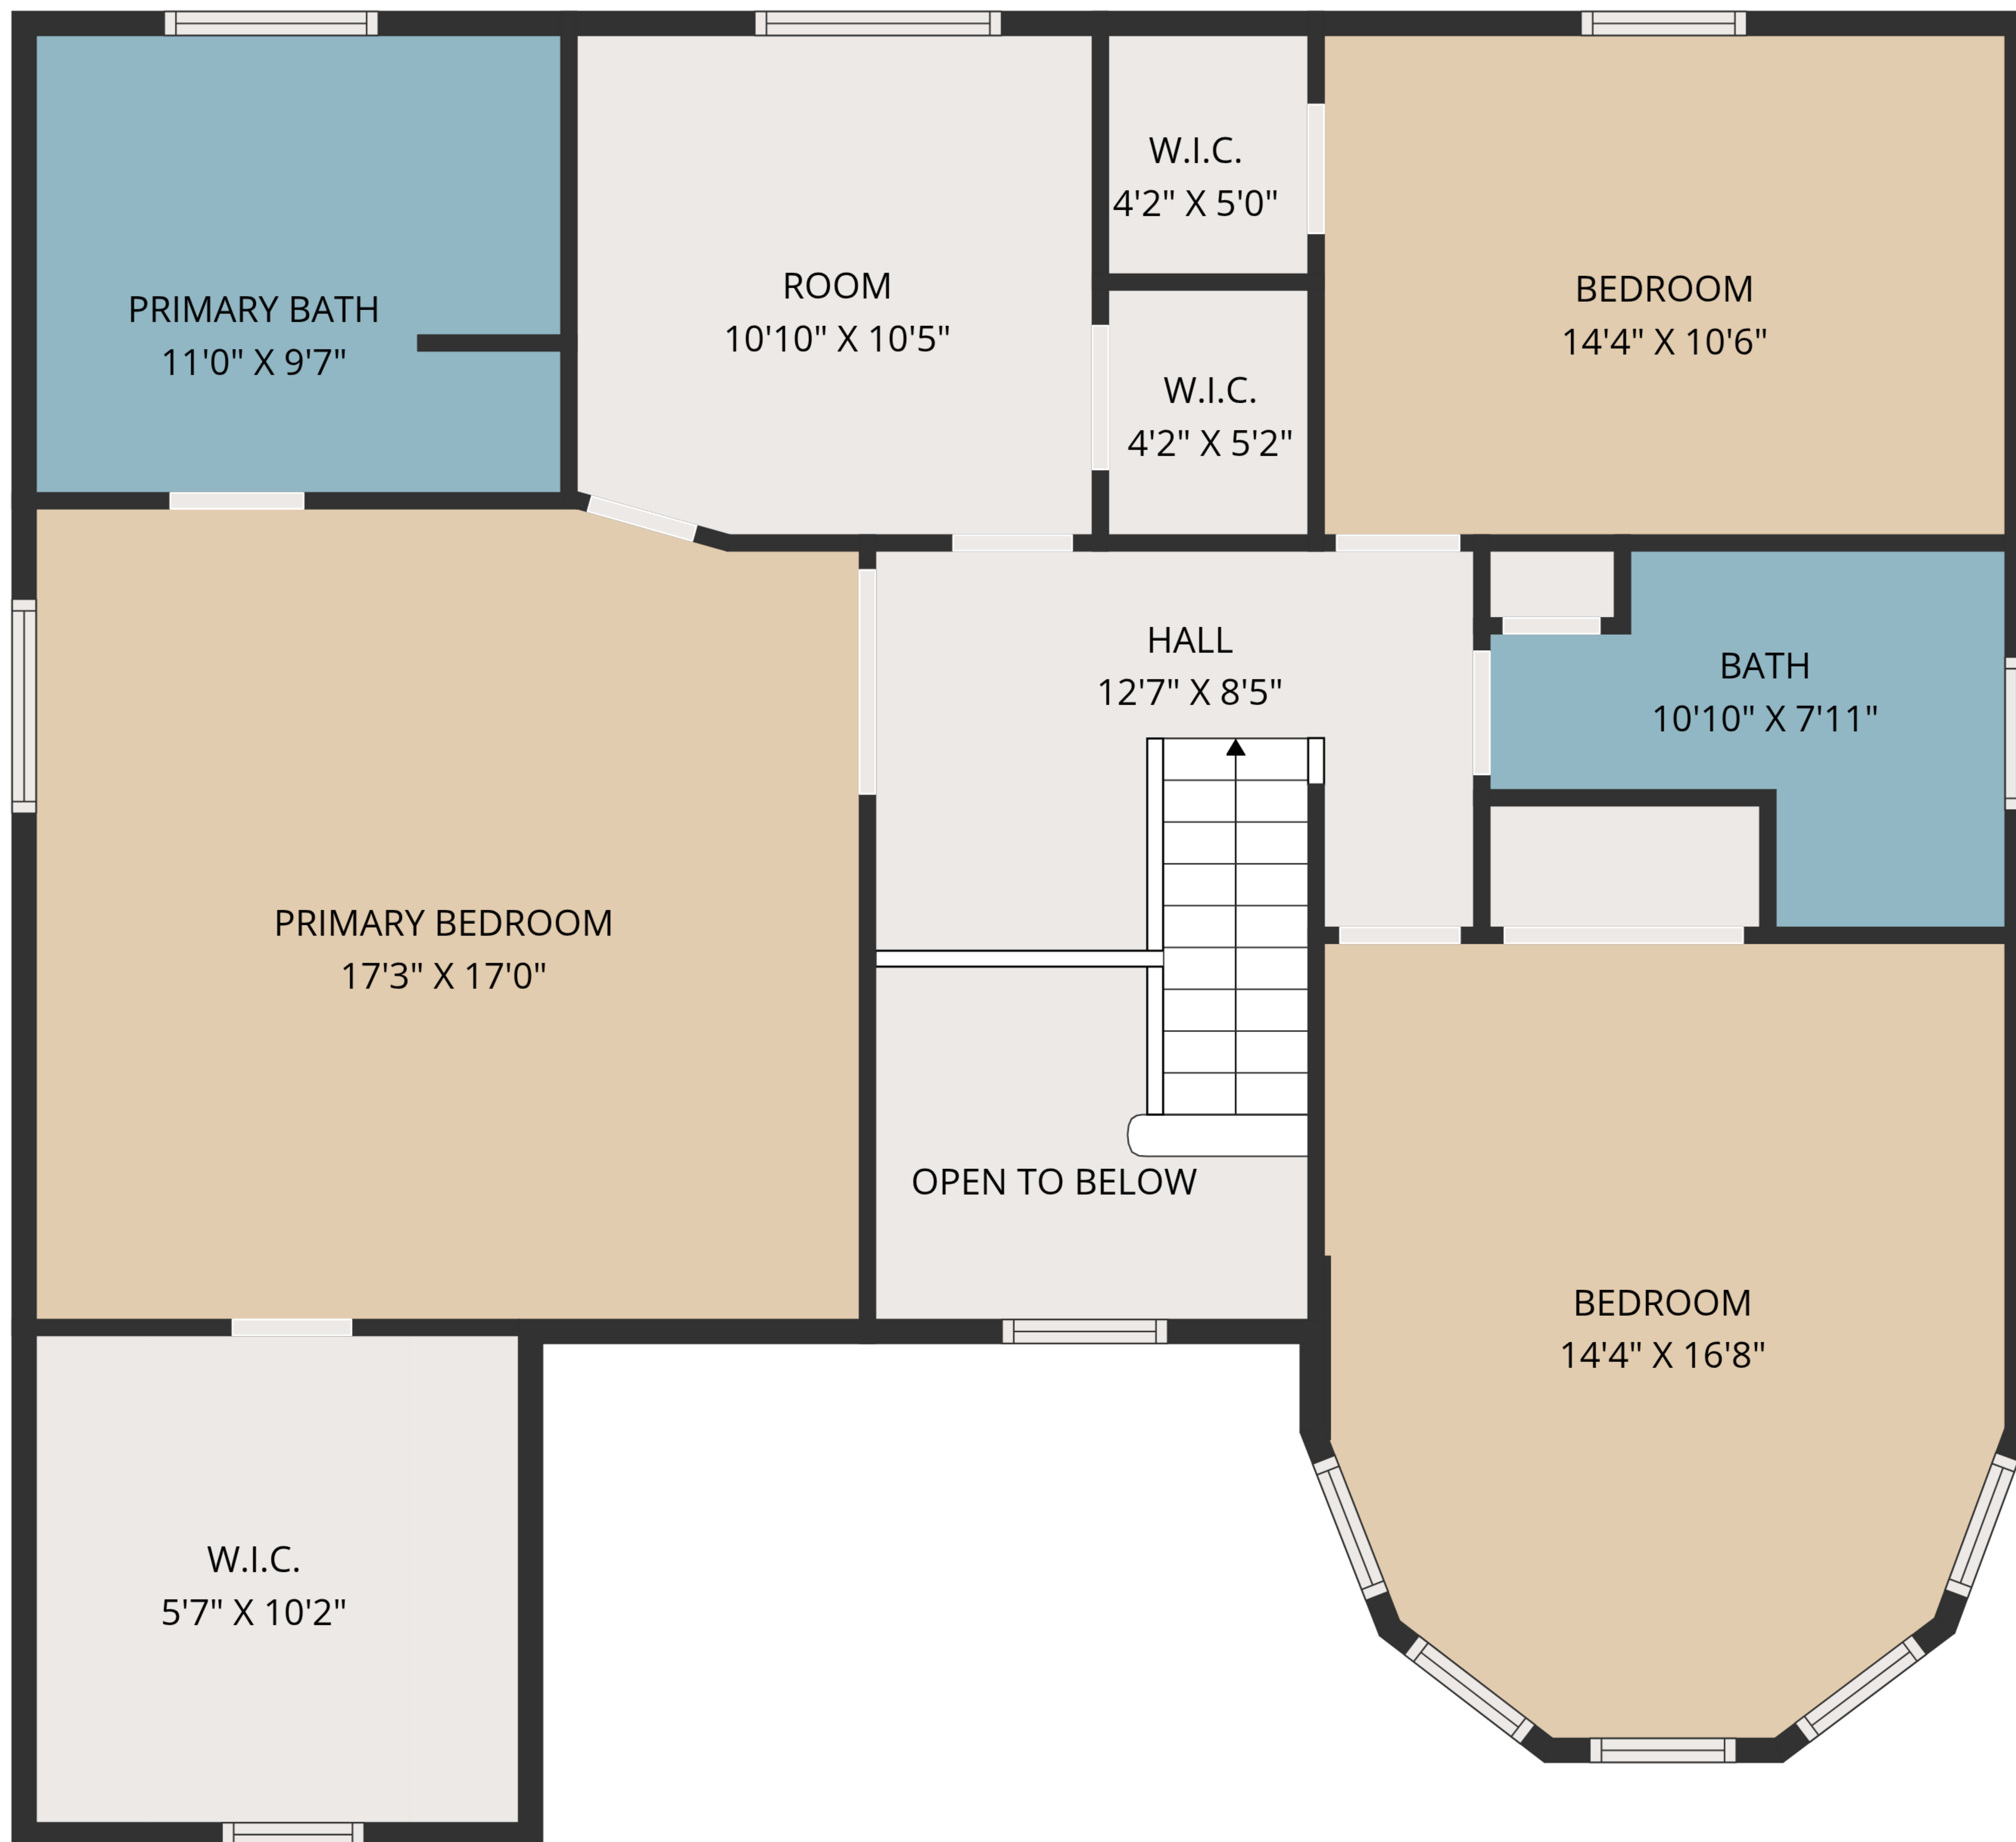 W.I.C.
4'2" X 5'0"
PRIMARY BATH
11'0" X 9'7"
ROOM
10'10" X 10'5"
BEDROOM
14'4" X 10'6"
W.I.C.
4'2" X 5'2"
HALL
12'7" X 8'5"
BATH
10'10" X 7'11"
PRIMARY BEDROOM
17'3" X 17'0"
OPEN TO BELOW
BEDROOM
14'4" X 16'8"
W.I.C.
5'7" X 10'2"